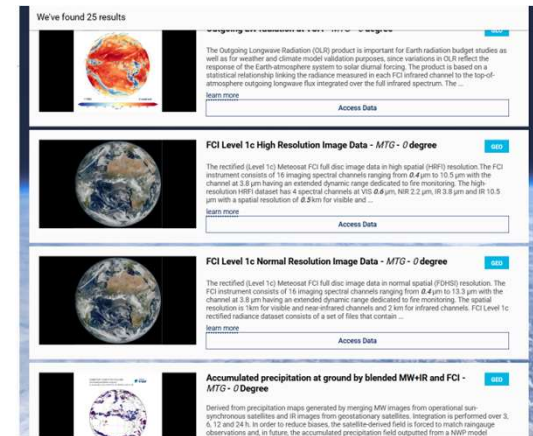 We've found 25 results
The Outgoing Longwave Radiation (OLR) product is important for Earth radiation budget studies as
well as for weather and climate model validation purposes, since variations in OLR reflect the
response of the Earth-atmosphere system to solar diurnal forcing. The product is based on a
statistical relationship linking the radiance measured in each FCI infrared channel to the top-of-
atmosphere outgoing longwave flux integrated over the full infrared spectrum. The ...
learn more
Access Data
FCI Level 1c High Resolution Image Data - MTG - 0 degree
GEO
The rectified (Level 1c) Meteosat FCI full disc image data in high spatial (HRFI) resolution.The FCI
instrument consists of 16 imaging spectral channels ranging from 0.4 µm to 10.5 µm with the
channel at 3.8 µm having an extended dynamic range dedicated to fire monitoring. The high-
resolution HRFI dataset has 4 spectral channels at VIS 0.6 µm, NIR 2.2 µm, IR 3.8 µm and IR 10.5
µm with a spatial resolution of 0.5km for visible and ...
learn more
Access Data
FCI Level 1c Normal Resolution Image Data - MTG - 0 degree
GEO
The rectified (Level 1c) Meteosat FCI full disc image data in normal spatial (FDHSI) resolution. The
FCI instrument consists of 16 imaging spectral channels ranging from 0.4 µm to 13.3 µm with the
channel at 3.8 µm having an extended dynamic range dedicated to fire monitoring. The spatial
resolution is 1km for visible and near-infrared channels and 2 km for infrared channels. FCI Level 1c
rectified radiance dataset consists of a set of files that contain ...
learn more
Access Data
Accumulated precipitation at ground by blended MW+IR and FCI -
MTG - 0 Degree
GEO
Derived from precipitation maps generated by merging MW images from operational sun-
synchronous satellites and IR images from geostationary satellites. Integration is performed over 3,
6, 12 and 24 h. In order to reduce biases, the satellite-derived field is forced to match raingauge
observations and, in future, the accumulated precipitation field outputted from a NWP model